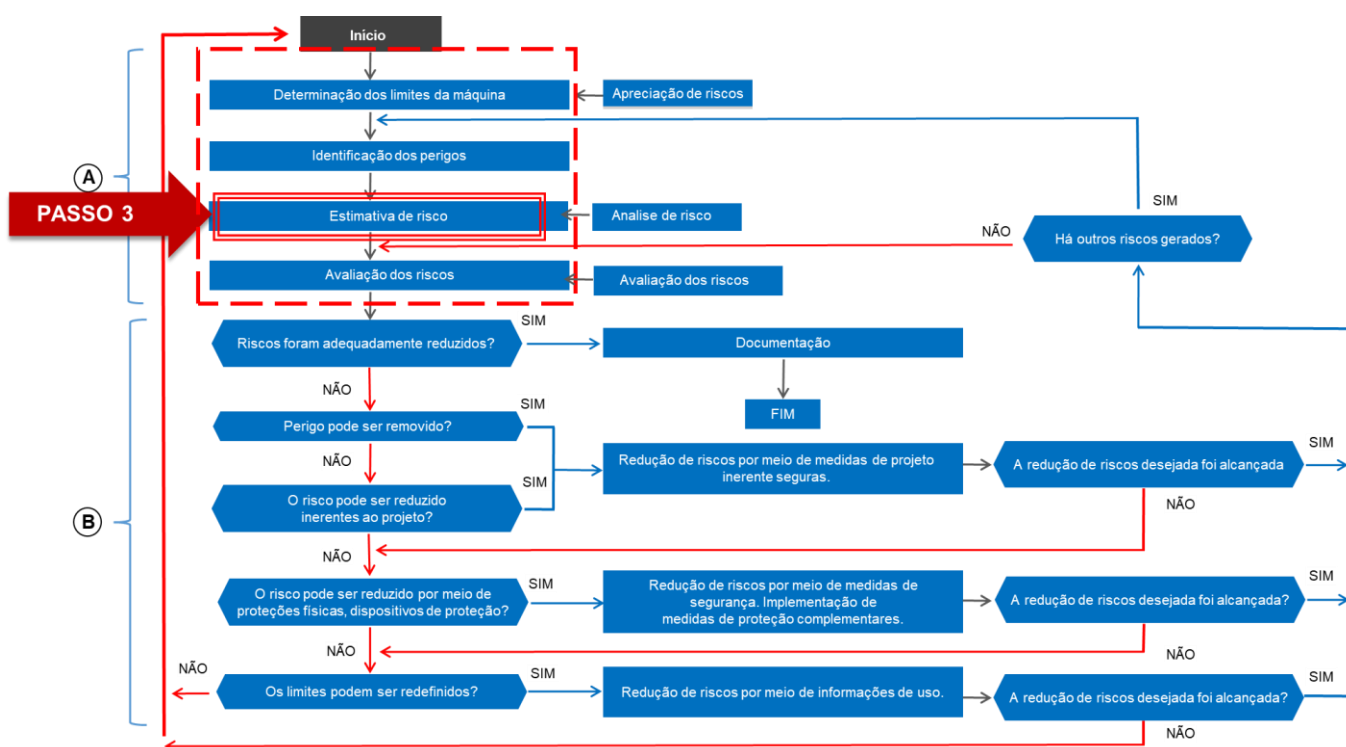 Início
Determinação dos limites da máquina
Apreciação de riscos
Identificação dos perigos
A
PASSO 3
Estimativa de risco
Analise de risco
SIM
NÃO
Há outros riscos gerados?
Avaliação dos riscos
Avaliação dos riscos
SIM
Riscos foram adequadamente reduzidos?
Documentação
NÃO
SIM
FIM
Perigo pode ser removido?
NÃO
SIM
Redução de riscos por meio de medidas de projeto
inerente seguras.
A redução de riscos desejada foi alcançada
SIM
O risco pode ser reduzido
inerentes ao projeto?
NÃO
B
NÃO
O risco pode ser reduzido por meio de
proteções físicas, dispositivos de proteção?
SIM
Redução de riscos por meio de medidas de
segurança. Implementação de
medidas de proteção complementares.
A redução de riscos desejada foi alcançada?
SIM
NÃO
NÃO
NÃO
Os limites podem ser redefinidos?
SIM
Redução de riscos por meio de informações de uso.
A redução de riscos desejada foi alcançada?
SIM
NÃO